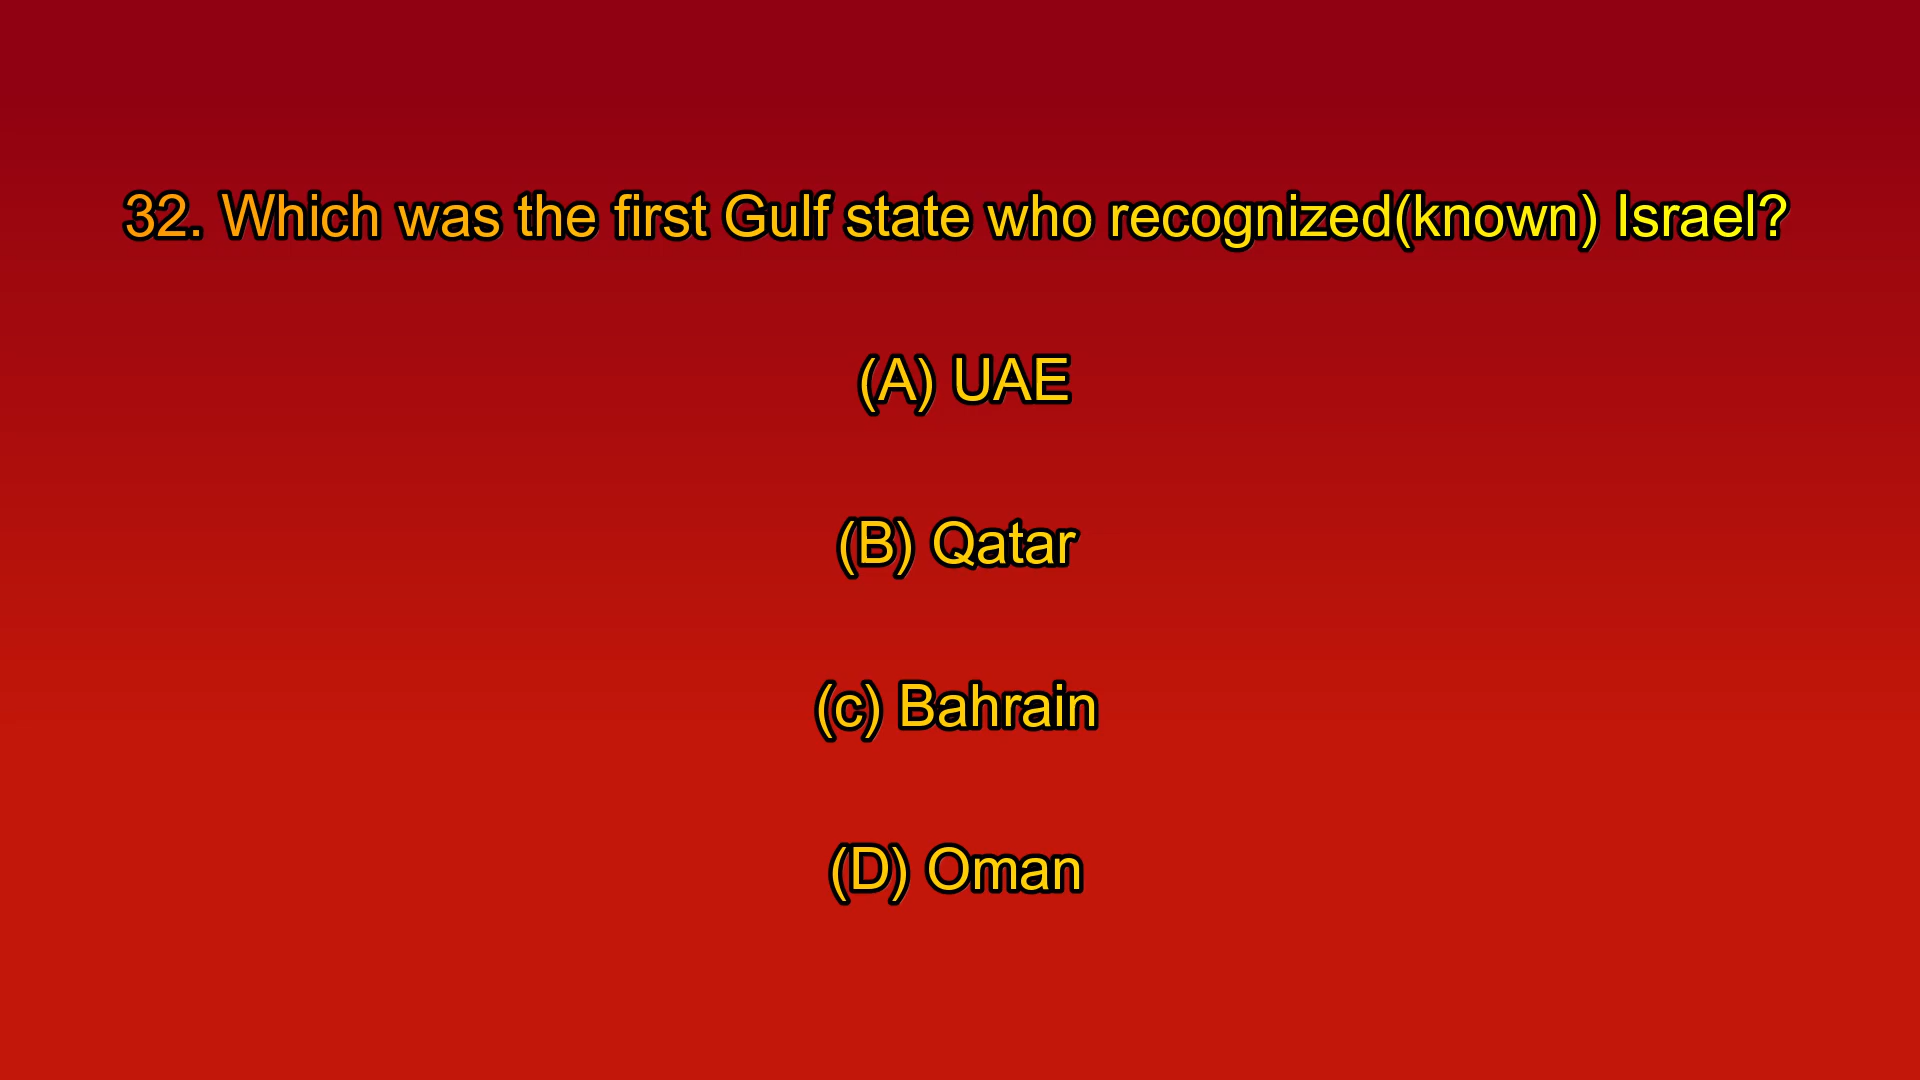 32. Which was the first Gulf state who recognized(known) Israel?
(A) UAE
(B) Qatar
(c) Bahrain
(D) Oman